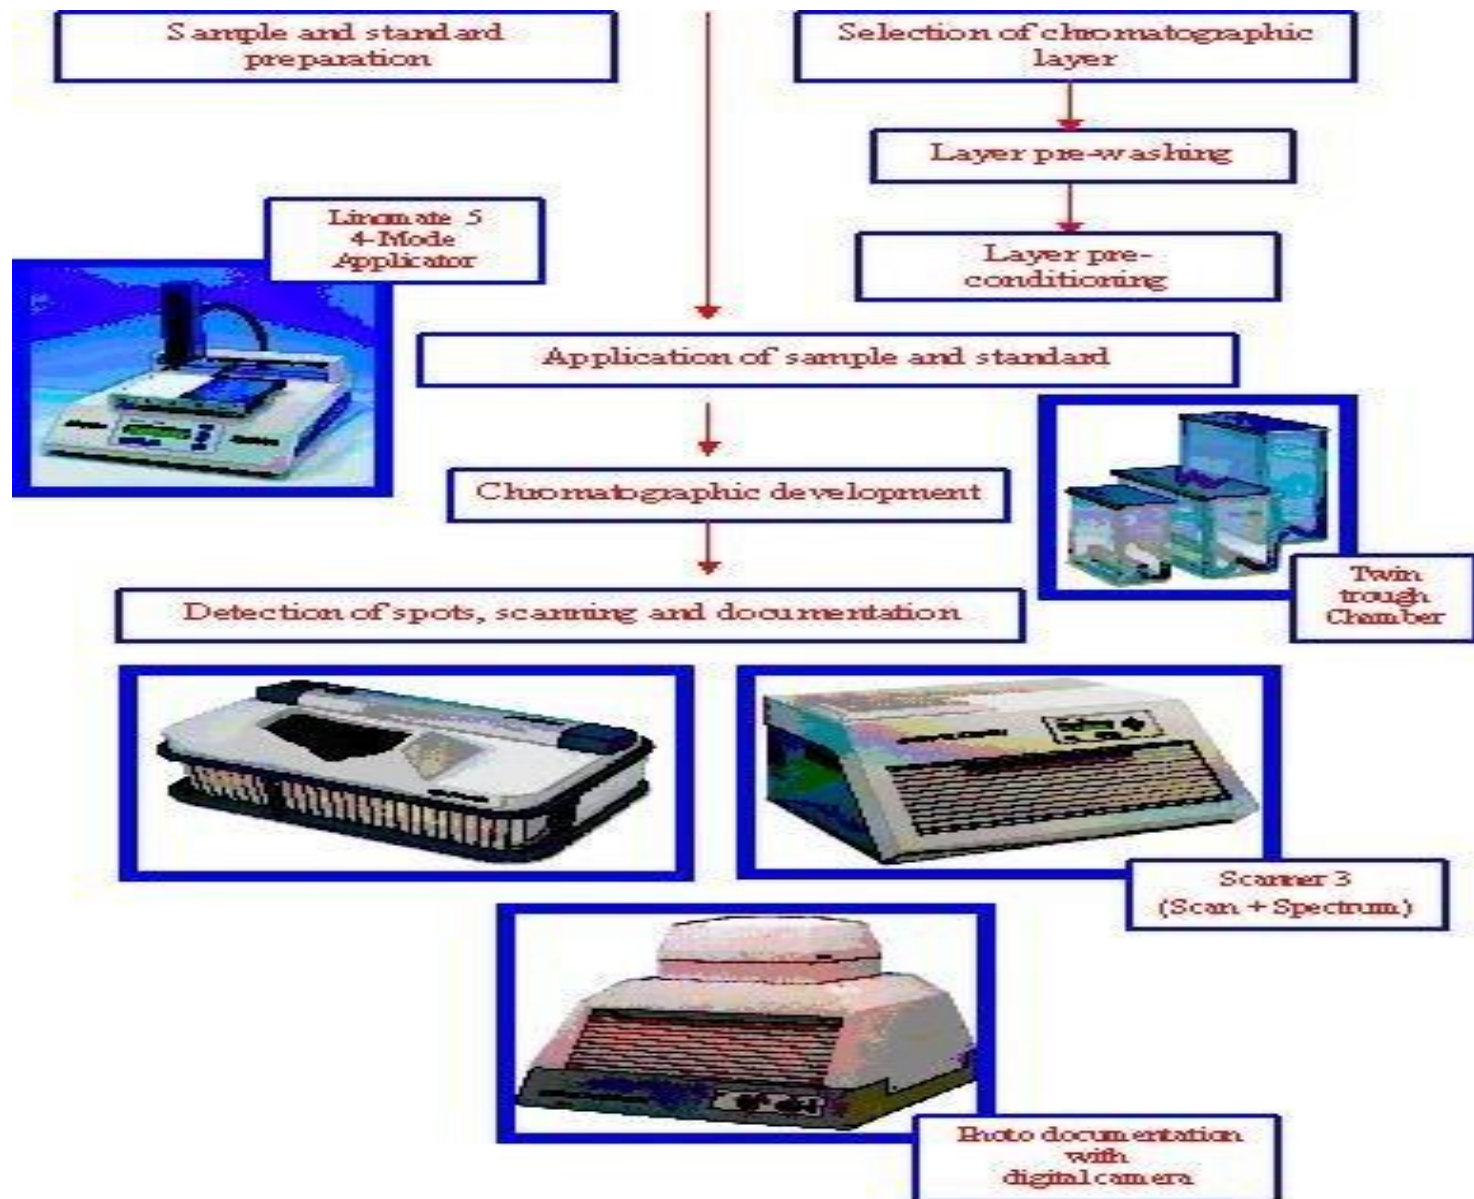 Sample and standard
preparation
Selection of chromatographic
layer
Layer pre-washing
Layer pre-
conditioning
Linomate 5
4-Mode
Applicator
Application of sample and standard
Chromatographic development
Twin
trough
Chamber
Detection of spots, scanning and documentation
Scanner 3
(Scan + Spectrum)
Photo documentation
with
digital camera